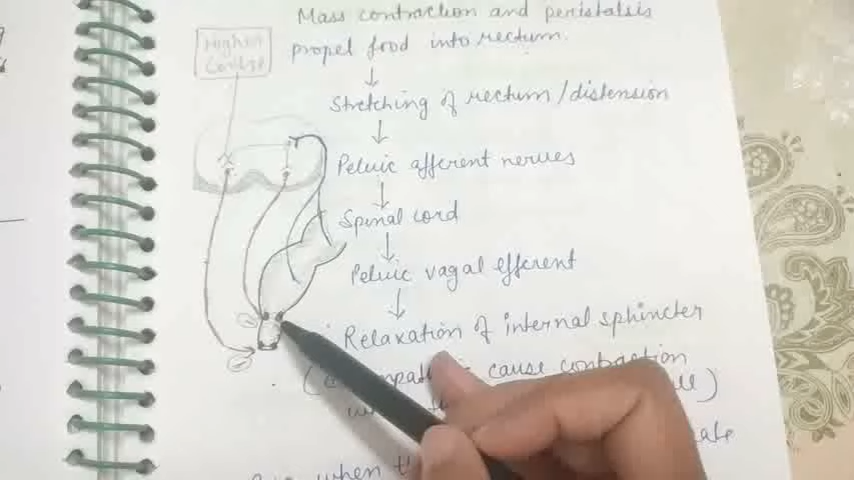 Mass contraction and peristalsis
propel food into rectum.
Higher
Centre
Stretching of rectum/distension
Pelvic afferent nerves
Spinal cord
Pelvic vagal efferent
Relaxation of internal sphincter
cause contraction
when